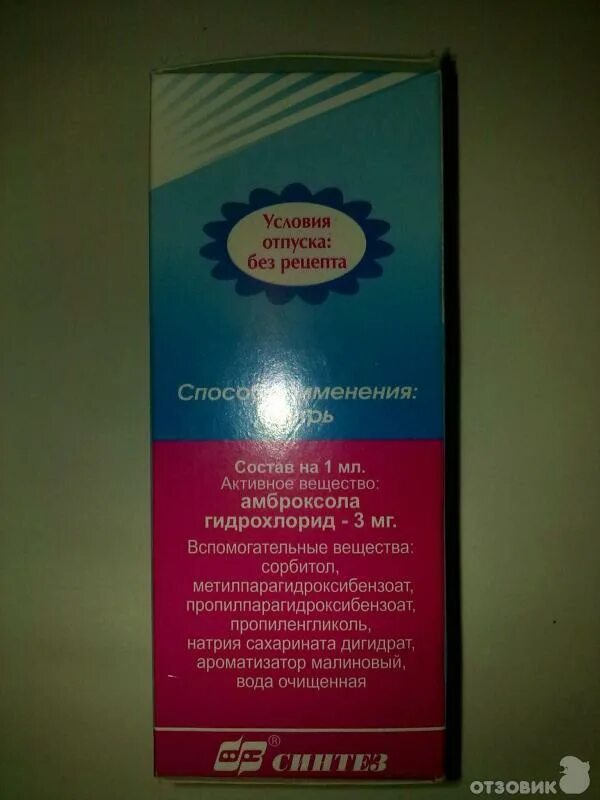 Условия
отпуска:
без рецепта
применения:
Состав на 1 мл.
Активное вещество:
амброксола
гидрохлорид - 3 мг.
Вспомогательные вещества:
сорбитол,
метилпарагидроксибензоат,
пропилпарагидроксибензоат,
пропиленгликоль,
натрия сахарината дигидрат,
ароматизатор малиновый,
вода очищенная
® СИНТЕЗ
ОТЗОВИК